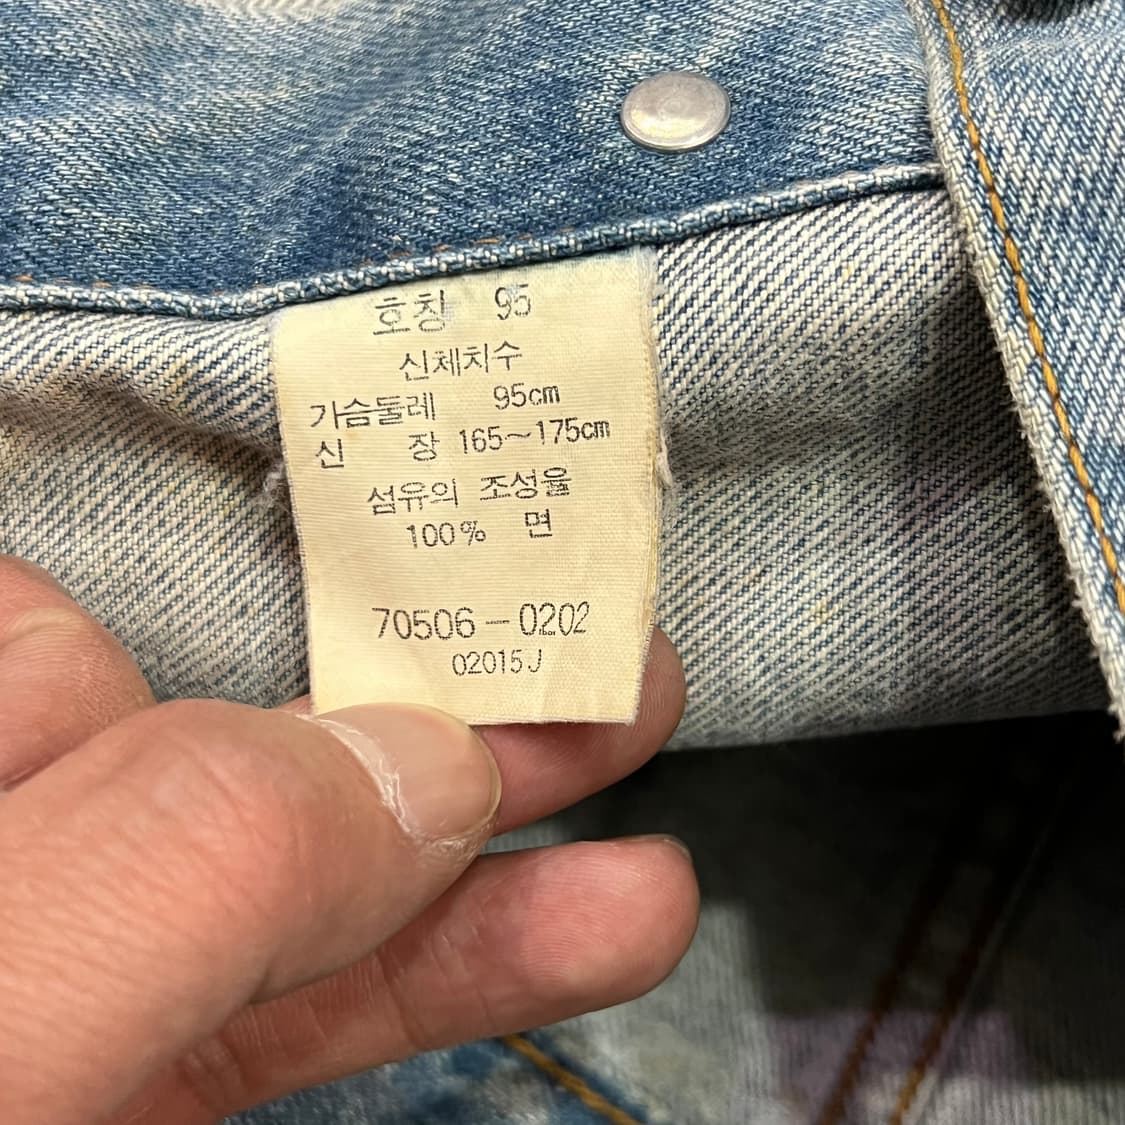 호칭 95
신체치수
가슴둘레 95cm
신 장 165~175cm
섬유의 조성율
100% 면
70506-0202
02015J